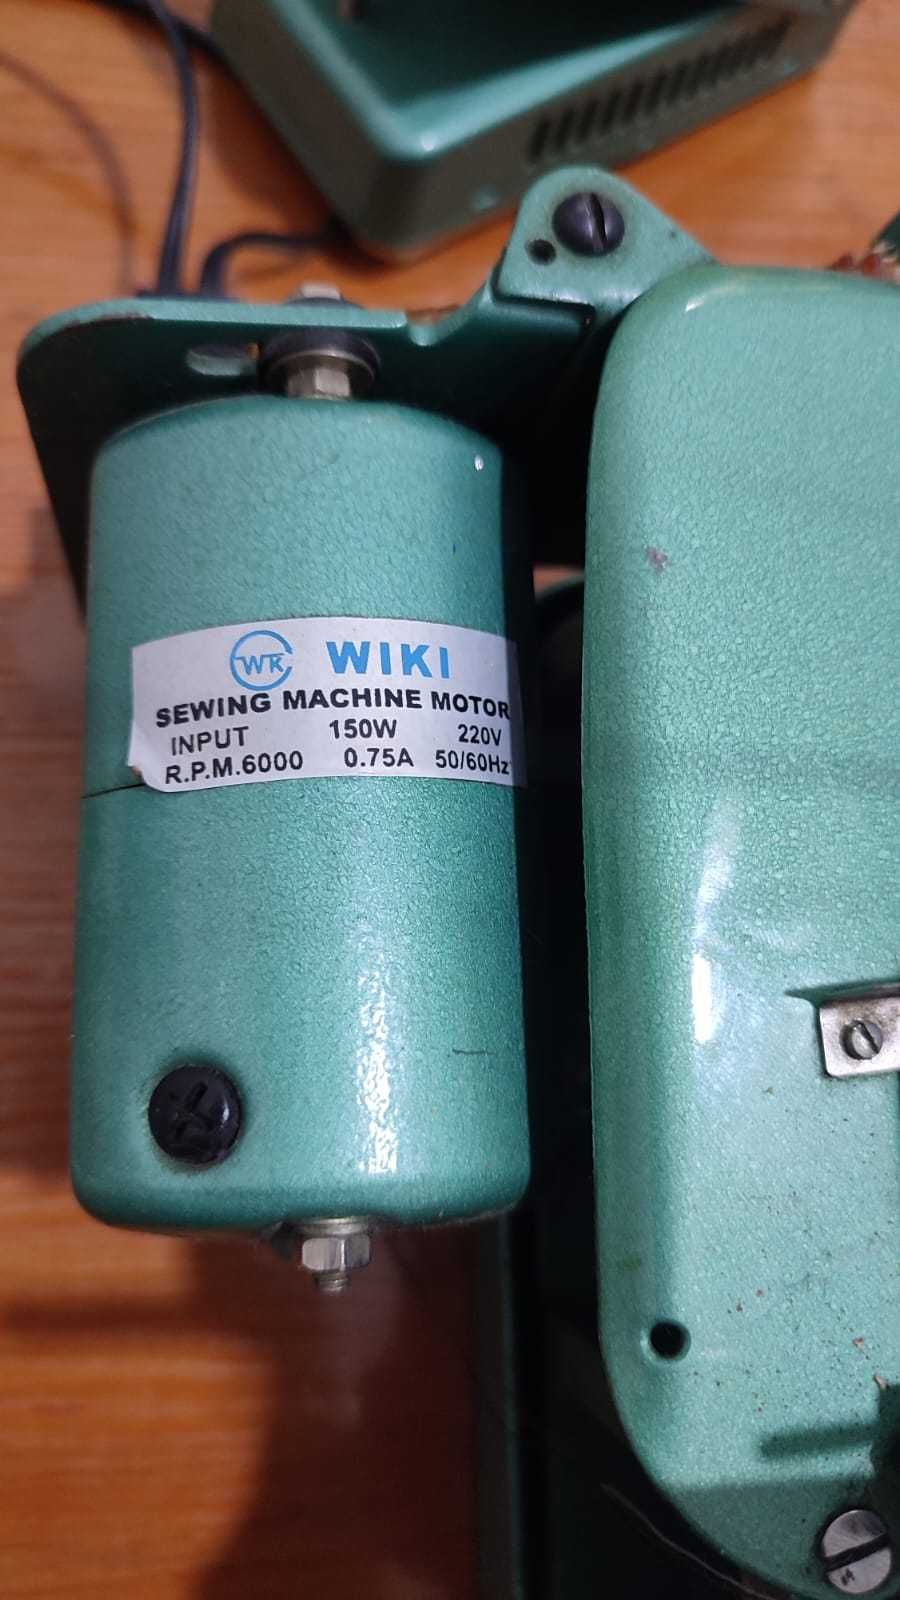 WK WIKI
SEWING MACHINE MOTOR
INPUT 150W 220V
R.P.M.6000 0.75A 50/60Hz